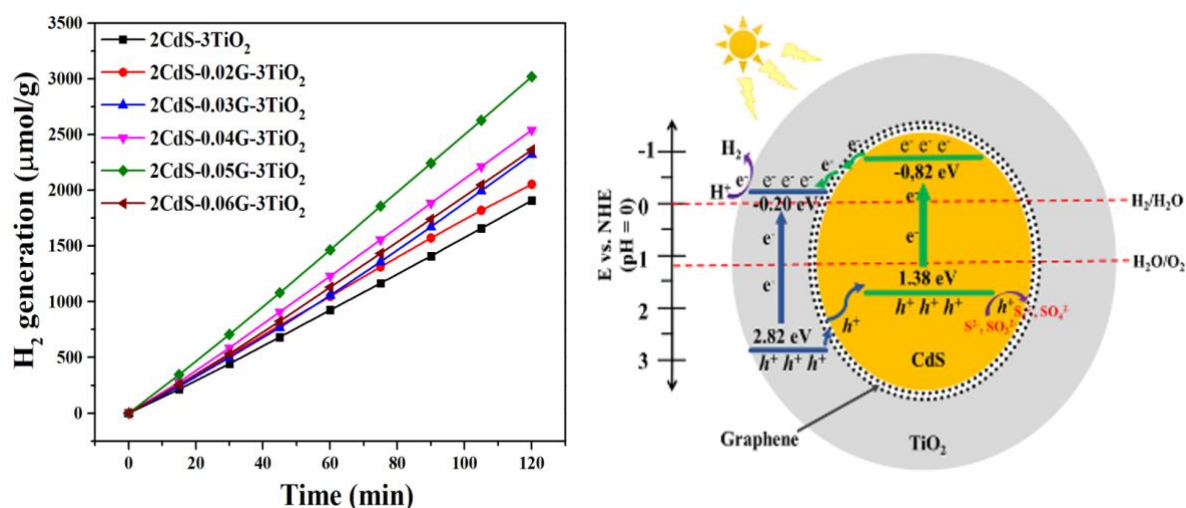 3500
3000
2500
2000
1500
1000
500
0
H₂ generation (μmol/g)
2CdS-3TiO₂
2CdS-0.02G-3TiO₂
2CdS-0.03G-3TiO₂
2CdS-0.04G-3TiO₂
2CdS-0.05G-3TiO₂
2CdS-0.06G-3TiO₂
0 20 40 60 80 100 120
Time (min)
E vs. NHE
(pH = 0)
-1
0
1
2
3
H₂
H⁺
e⁻
e⁻ e⁻ e⁻
-0.20 eV
e⁻
e⁻
2.82 eV
h⁺ h⁺ h⁺
e⁻
e⁻
e⁻ e⁻ e⁻
-0,82 eV
e⁻
e⁻
1.38 eV
h⁺ h⁺ h⁺
h⁺
h⁺
SO₄²⁻
CdS
H₂/H₂O
H₂O/O₂
Graphene
TiO₂